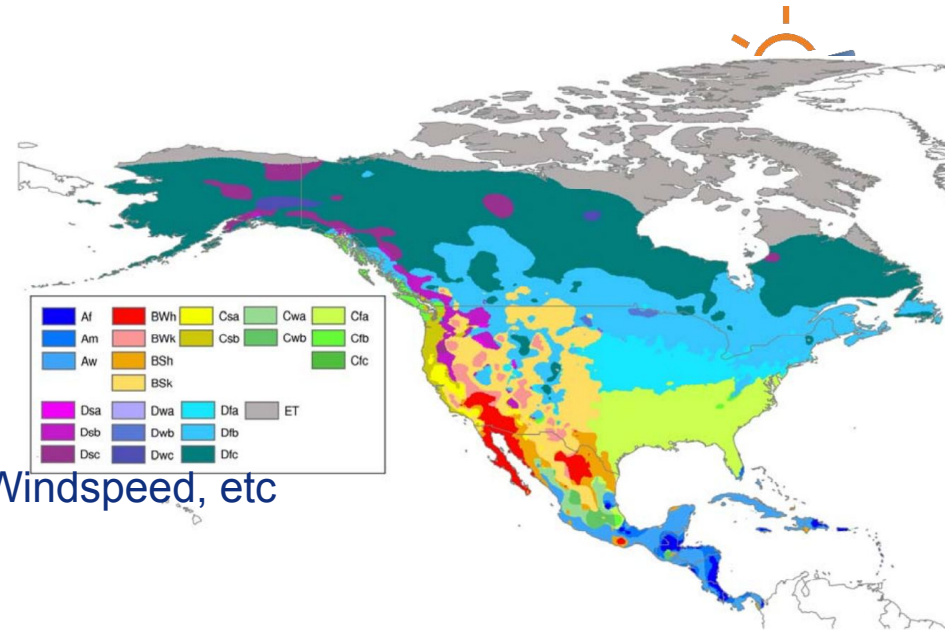 Af BWh Csa Cwa Cfa
Am BWk Csb Cwb Cfb
Aw BSh Cfc
BSk
Dsa Dwa Dfa ET
Dsb Dwb Dfb
Dsc Dwc Dfc
Windspeed, etc